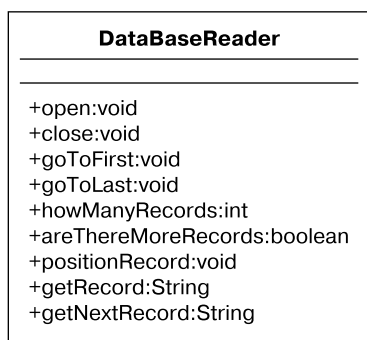 DataBaseReader
+open:void
+close:void
+goToFirst:void
+goToLast:void
+howManyRecords:int
+areThereMoreRecords:boolean
+positionRecord:void
+getRecord:String
+getNextRecord:String